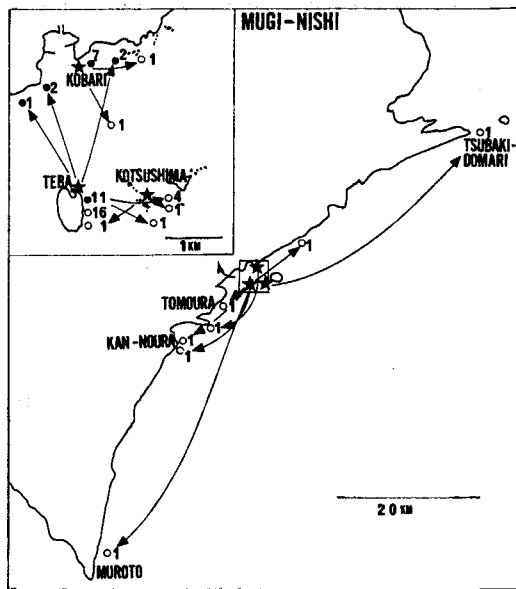 MUGI-NISHI
7
2
1
KOBARI
2
1
1
TEBA
KOTSUSHIMA
11
4
16
1
1
1
1 KM
1
TSUBAKI-
DOMARI
1
TOMOURA
1
1
KAN-NOURA
1
1
20 KM
1
MUROTO